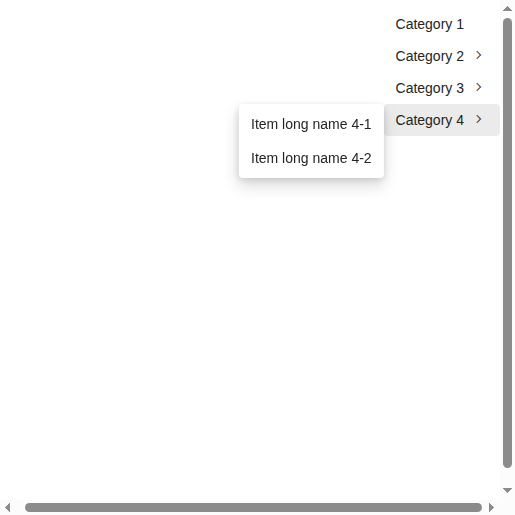 Category 1
Category 2
Category 3
Category 4
Item long name 4-1
Item long name 4-2